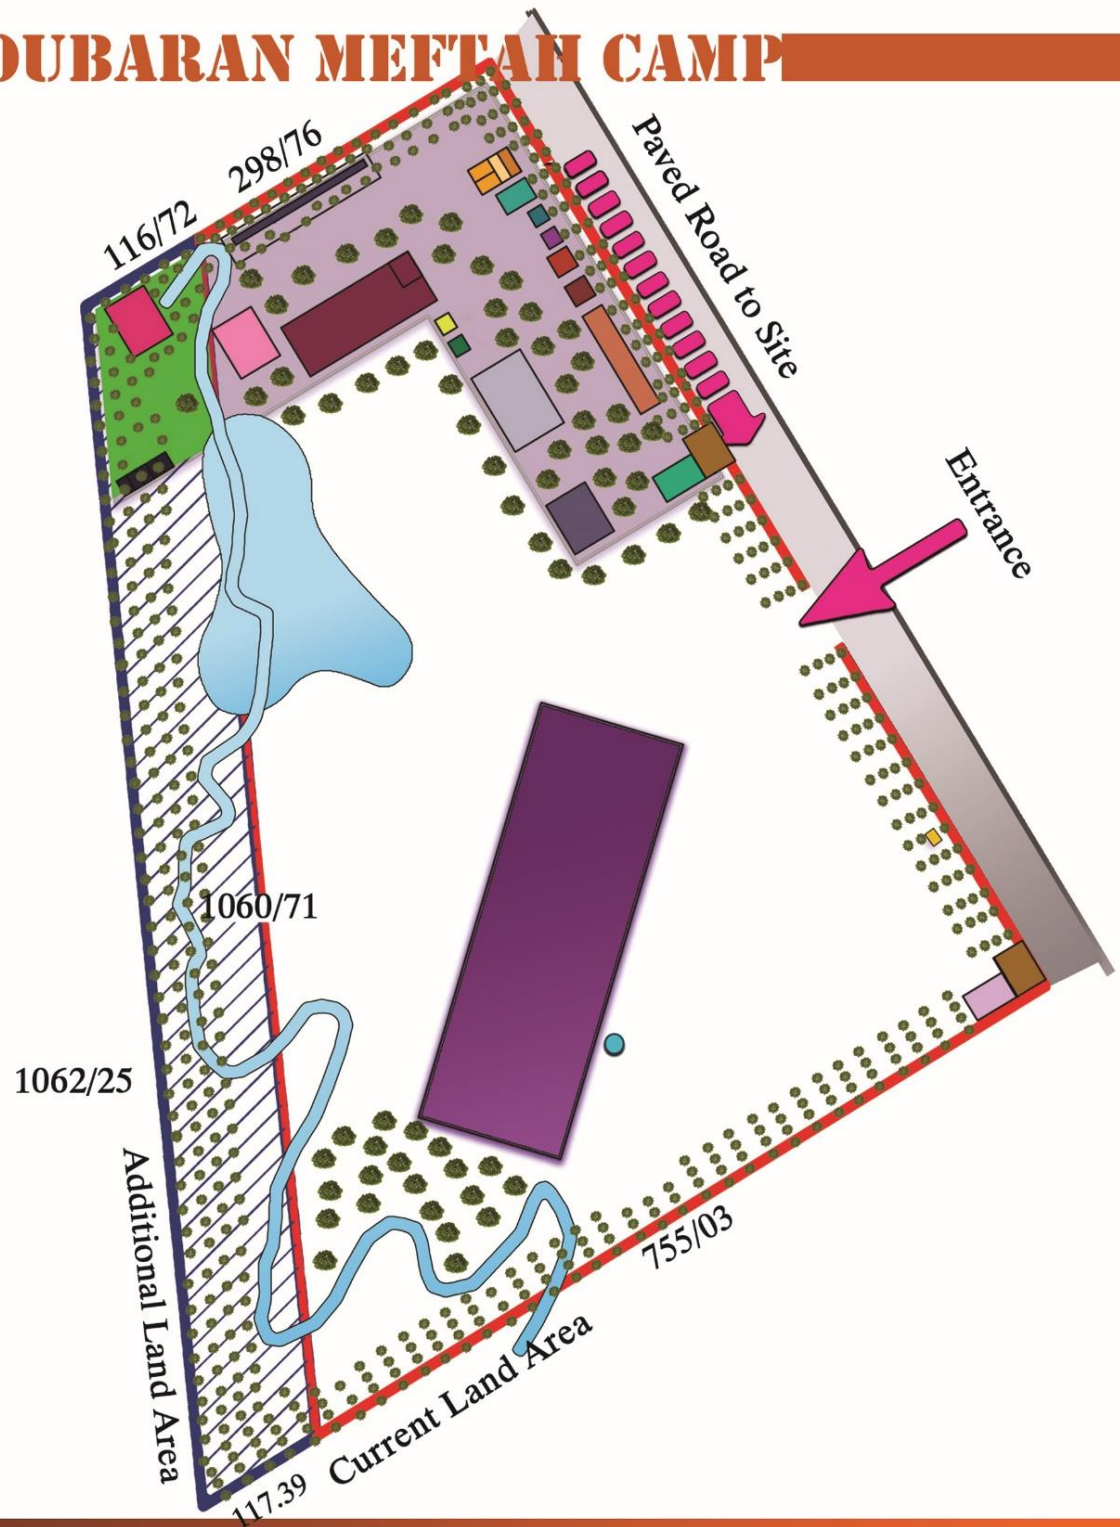 OUBARAN MEFTAH CAMP
298/76
116/72
Paved Road to Site
Entrance
1060/71
1062/25
Additional Land Area
755/03
Current Land Area
117.39